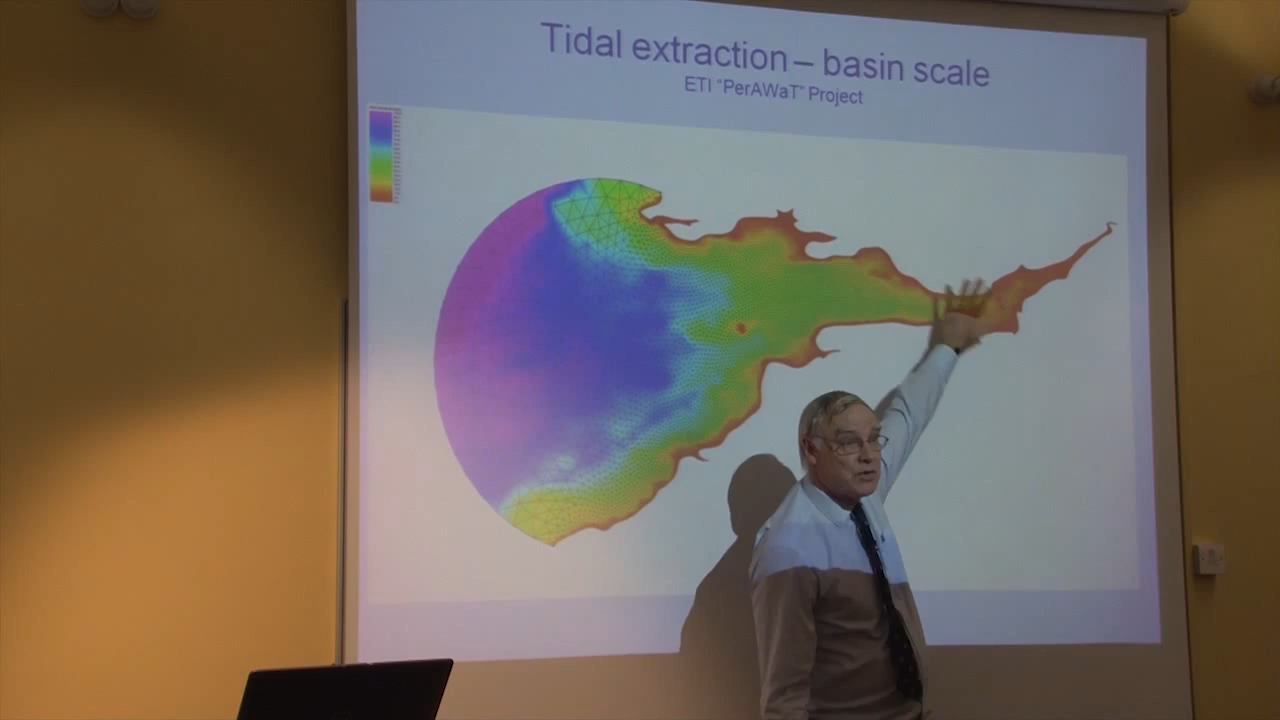 Tidal extraction – basin scale
ETI “PerAWaT” Project